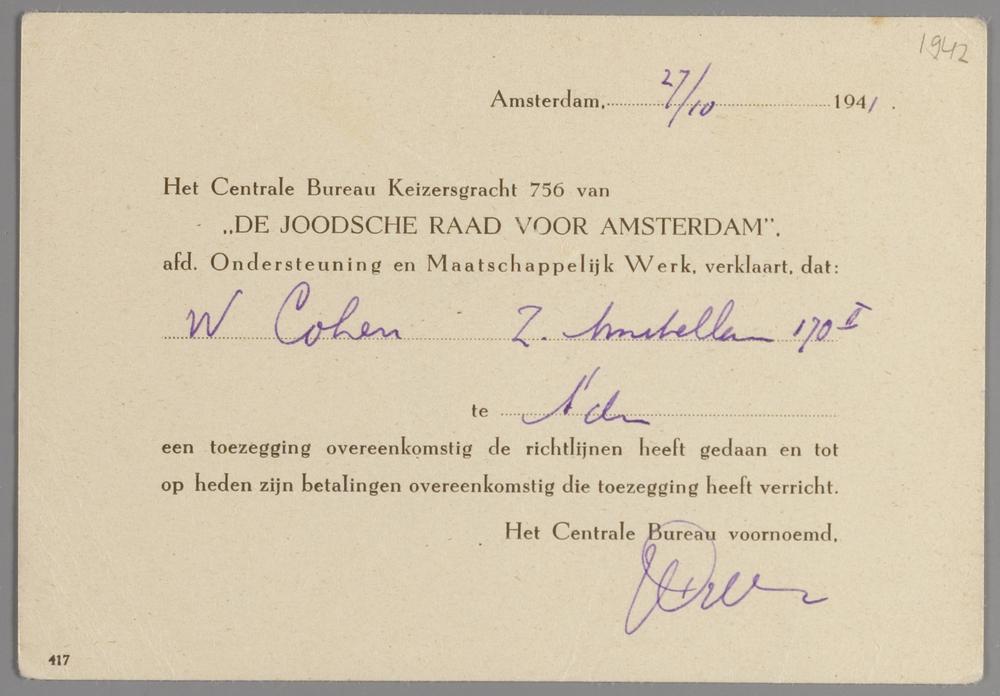 1942
Amsterdam, 27/10 1941.
Het Centrale Bureau Keizersgracht 756 van
„DE JOODSCHE RAAD VOOR AMSTERDAM”,
afd. Ondersteuning en Maatschappelijk Werk, verklaart, dat:
W Cohen Z. Amstellaan 170 II
te A'dm
een toezegging overeenkomstig de richtlijnen heeft gedaan en tot
op heden zijn betalingen overeenkomstig die toezegging heeft verricht.
Het Centrale Bureau voornoemd,
417